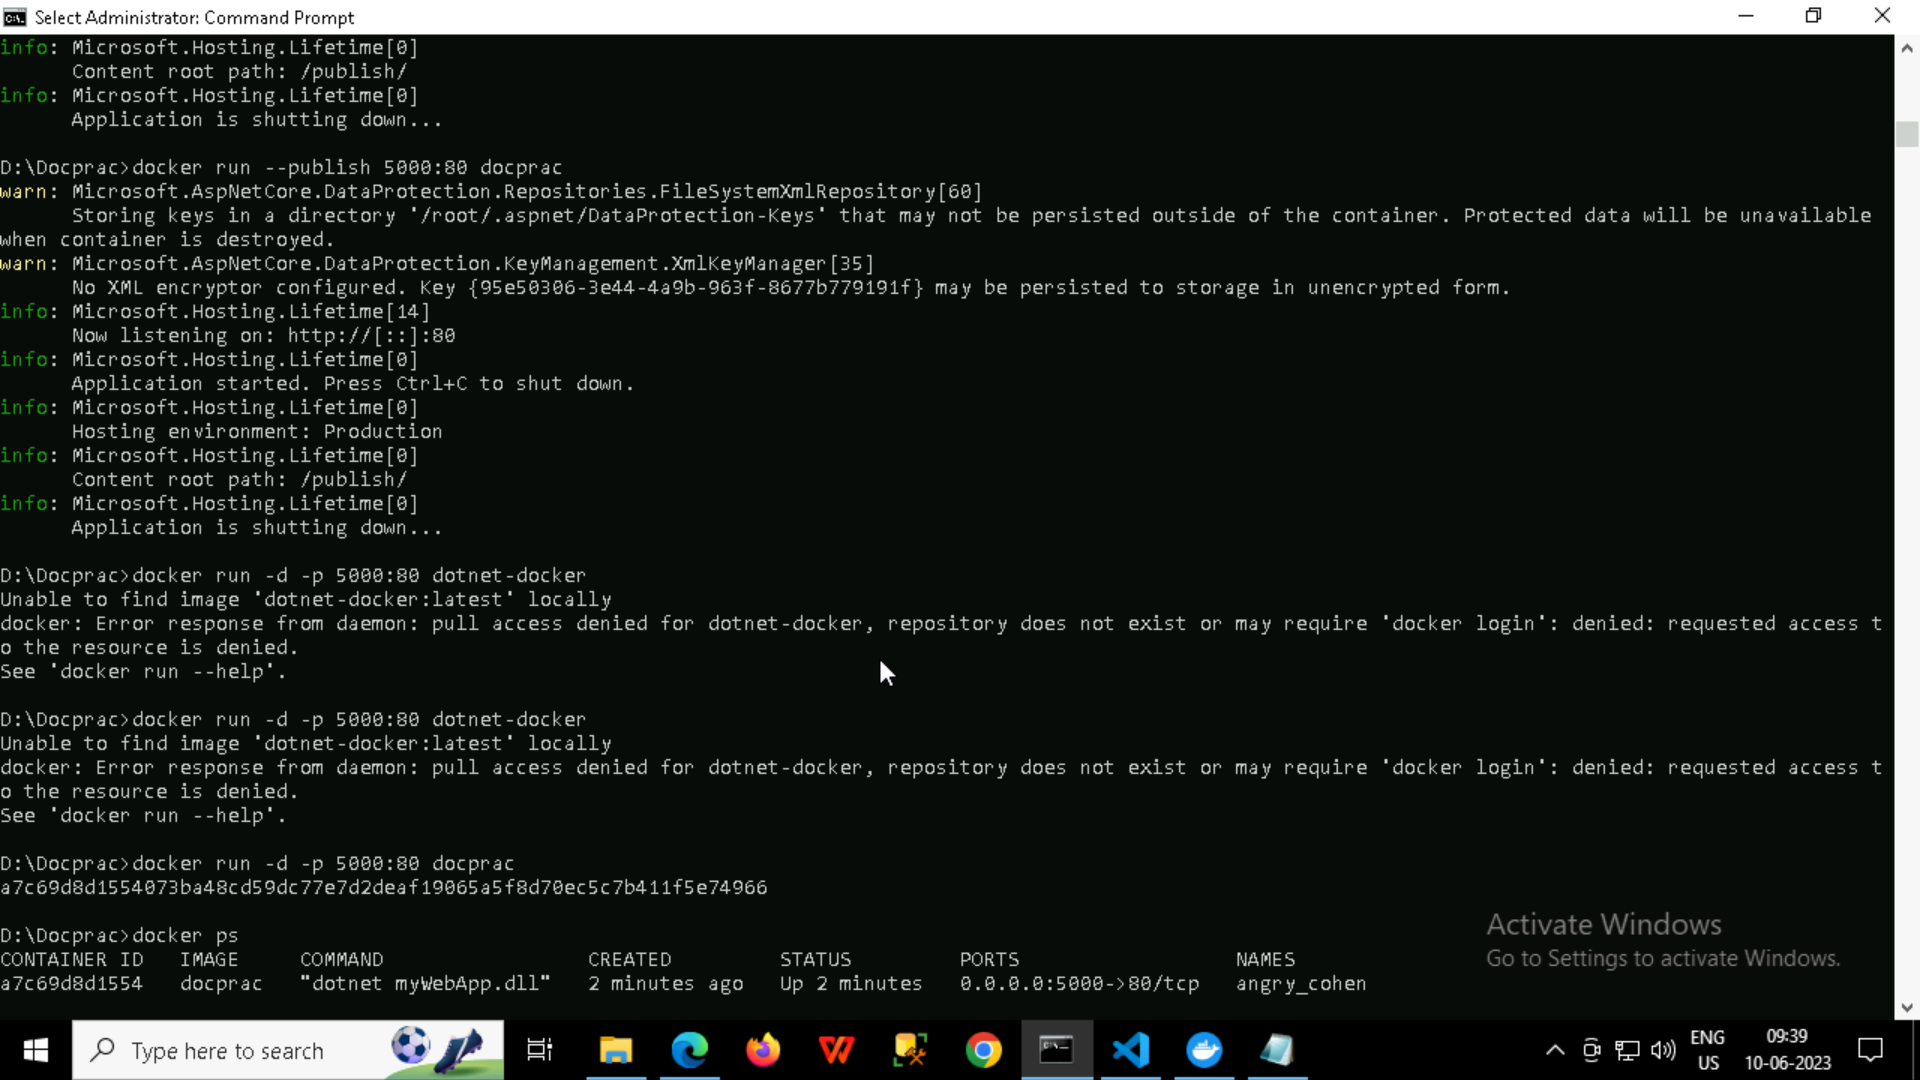 Select Administrator: Command Prompt
info: Microsoft.Hosting.Lifetime[0]
      Content root path: /publish/
info: Microsoft.Hosting.Lifetime[0]
      Application is shutting down...
D:\Docprac>docker run --publish 5000:80 docprac
warn: Microsoft.AspNetCore.DataProtection.Repositories.FileSystemXmlRepository[60]
      Storing keys in a directory '/root/.aspnet/DataProtection-Keys' that may not be persisted outside of the container. Protected data will be unavailable
when container is destroyed.
warn: Microsoft.AspNetCore.DataProtection.KeyManagement.XmlKeyManager[35]
      No XML encryptor configured. Key {95e50306-3e44-4a9b-963f-8677b779191f} may be persisted to storage in unencrypted form.
info: Microsoft.Hosting.Lifetime[14]
      Now listening on: http://[::]:80
info: Microsoft.Hosting.Lifetime[0]
      Application started. Press Ctrl+C to shut down.
info: Microsoft.Hosting.Lifetime[0]
      Hosting environment: Production
info: Microsoft.Hosting.Lifetime[0]
      Content root path: /publish/
info: Microsoft.Hosting.Lifetime[0]
      Application is shutting down...
D:\Docprac>docker run -d -p 5000:80 dotnet-docker
Unable to find image 'dotnet-docker:latest' locally
docker: Error response from daemon: pull access denied for dotnet-docker, repository does not exist or may require 'docker login': denied: requested access t
o the resource is denied.
See 'docker run --help'.
D:\Docprac>docker run -d -p 5000:80 dotnet-docker
Unable to find image 'dotnet-docker:latest' locally
docker: Error response from daemon: pull access denied for dotnet-docker, repository does not exist or may require 'docker login': denied: requested access t
o the resource is denied.
See 'docker run --help'.
D:\Docprac>docker run -d -p 5000:80 docprac
a7c69d8d1554073ba48cd59dc77e7d2deaf19065a5f8d70ec5c7b411f5e74966
D:\Docprac>docker ps
CONTAINER ID   IMAGE     COMMAND                 CREATED         STATUS         PORTS                  NAMES
a7c69d8d1554   docprac   "dotnet myWebApp.dll"   2 minutes ago   Up 2 minutes   0.0.0.0:5000->80/tcp   angry_cohen
Activate Windows
Go to Settings to activate Windows.
Type here to search
ENG
US
09:39
10-06-2023